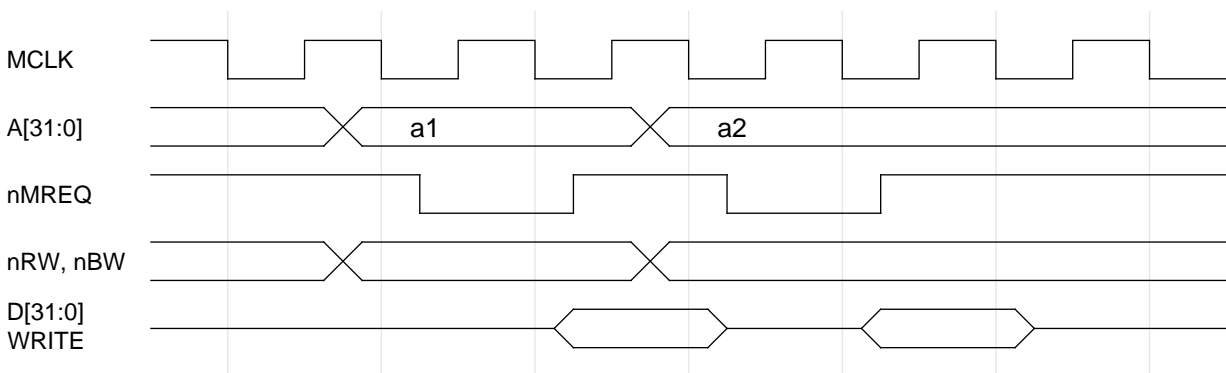 MCLK
A[31:0]
a1
a2
nMREQ
nRW, nBW
D[31:0]
WRITE